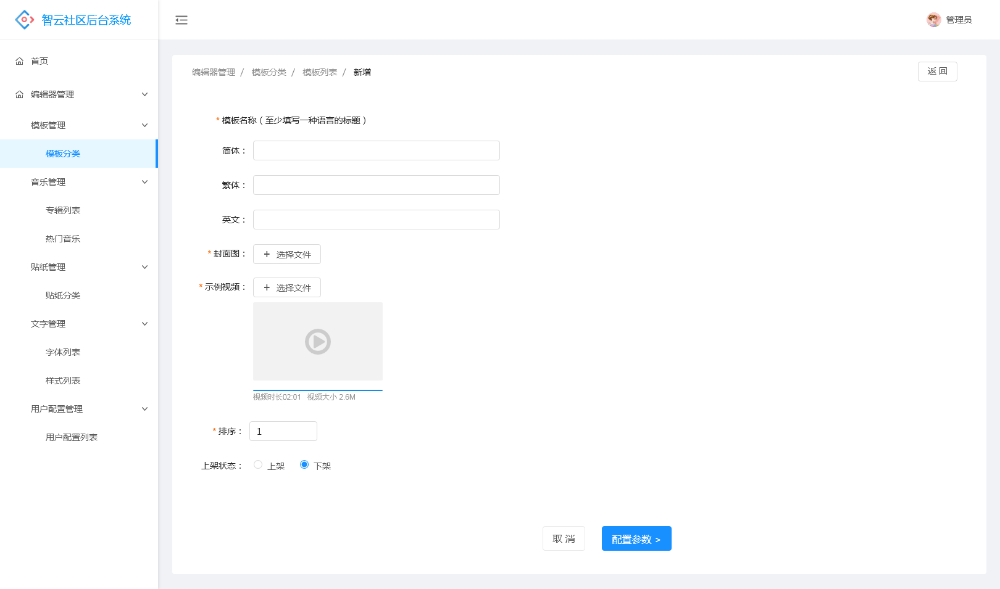 智云社区后台系统
管理员
首页
编辑器管理
模板管理
模板分类
音乐管理
专辑列表
热门音乐
贴纸管理
贴纸分类
文字管理
字体列表
样式列表
用户配置管理
用户配置列表
编辑器管理 / 模板分类 / 模板列表 / 新增
返 回
* 模板名称（至少填写一种语言的标题）
简体：
繁体：
英文：
* 封面图： + 选择文件
* 示例视频： + 选择文件
视频时长02:01 视频大小 2.6M
* 排序： 1
上架状态： 上架 下架
取 消
配置参数 >